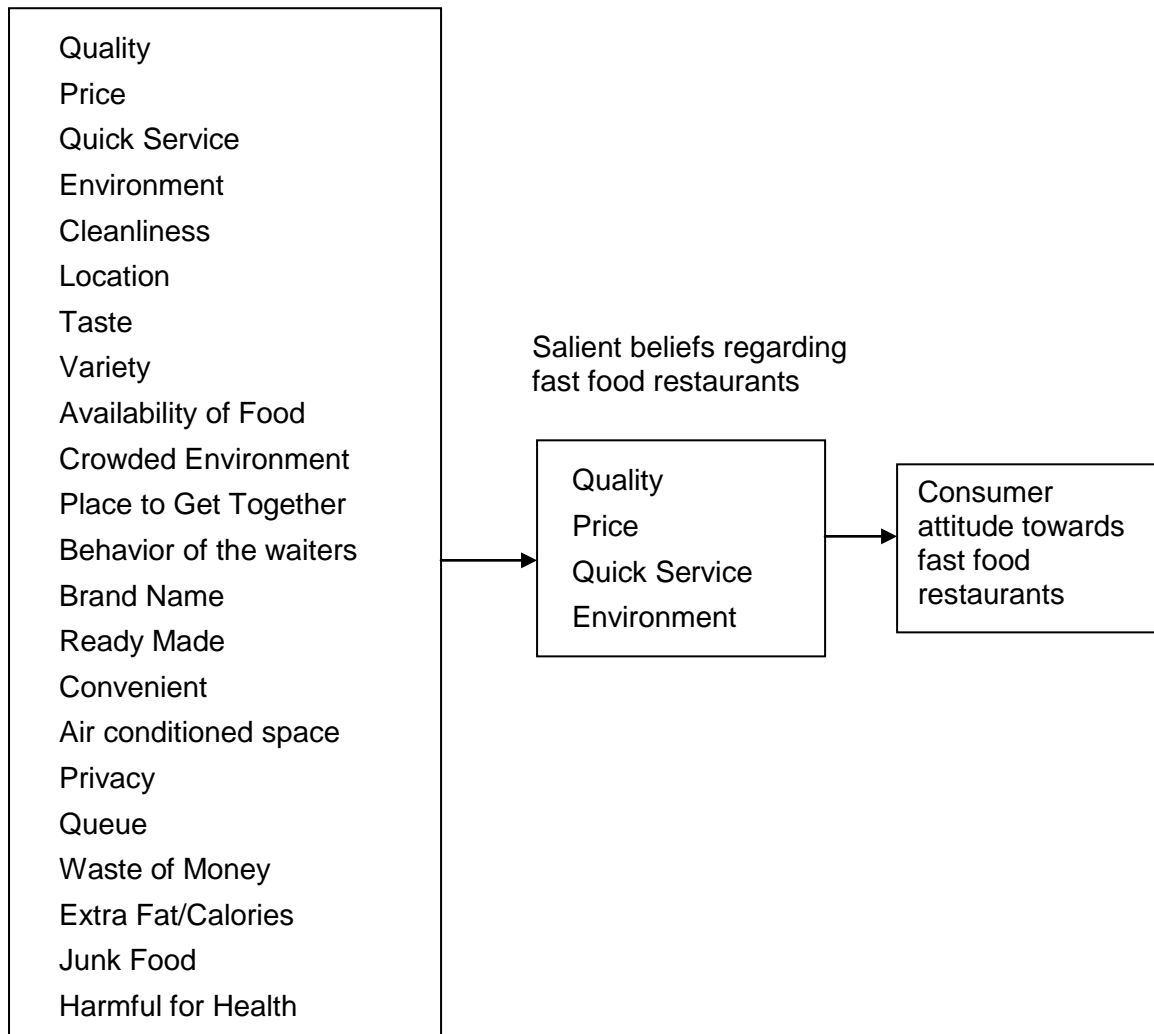 Quality
Price
Quick Service
Environment
Cleanliness
Location
Taste
Variety
Availability of Food
Crowded Environment
Place to Get Together
Behavior of the waiters
Brand Name
Ready Made
Convenient
Air conditioned space
Privacy
Queue
Waste of Money
Extra Fat/Calories
Junk Food
Harmful for Health
Salient beliefs regarding
fast food restaurants
Quality
Price
Quick Service
Environment
Consumer
attitude towards
fast food
restaurants